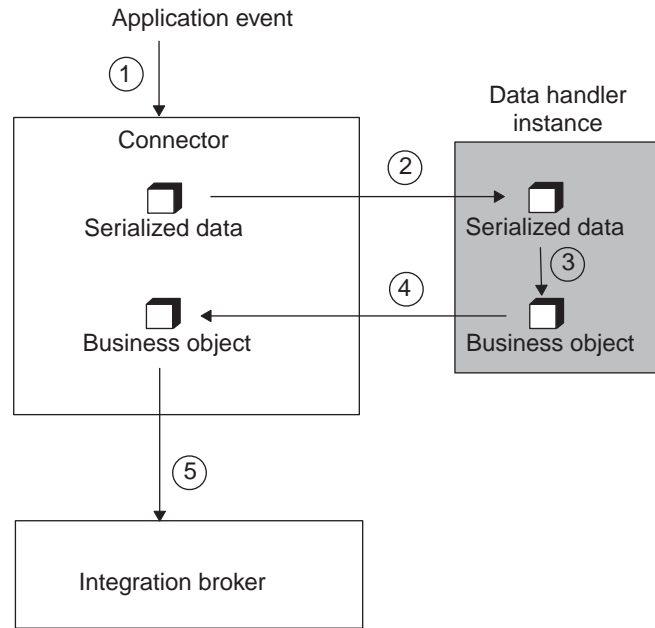 Application event
1
Data handler
instance
Connector
2
Serialized data
Serialized data
3
4
Business object
Business object
5
Integration broker